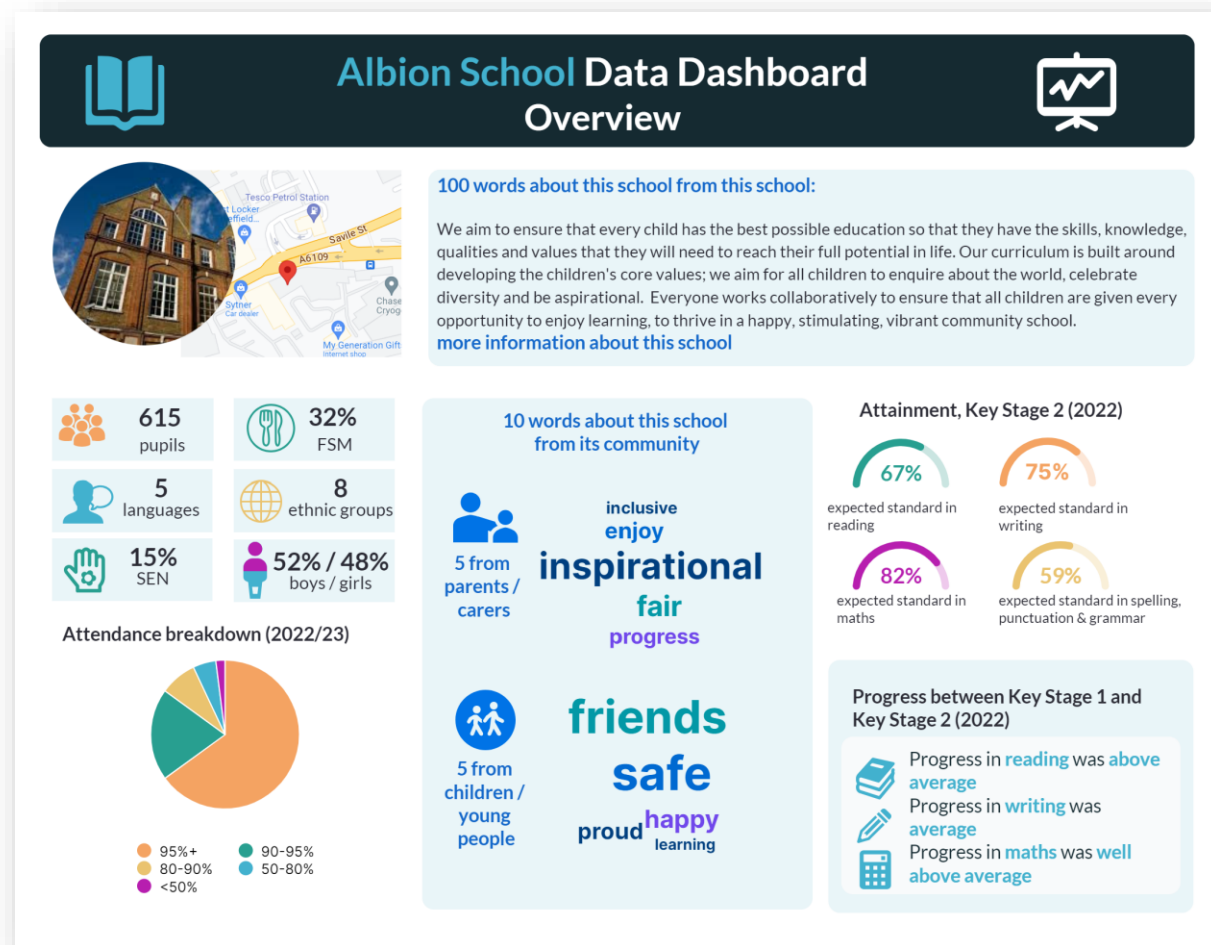 Albion School Data Dashboard
Overview
Tesco Petrol Station
Savile St
A6109
Sytner
Car dealer
My Generation Gift
Internet shop
100 words about this school from this school:
We aim to ensure that every child has the best possible education so that they have the skills, knowledge,
qualities and values that they will need to reach their full potential in life. Our curriculum is built around
developing the children's core values; we aim for all children to enquire about the world, celebrate
diversity and be aspirational. Everyone works collaboratively to ensure that all children are given every
opportunity to enjoy learning, to thrive in a happy, stimulating, vibrant community school.
more information about this school
615
pupils
32%
FSM
5
languages
8
ethnic groups
15%
SEN
52% / 48%
boys / girls
Attendance breakdown (2022/23)
95%+
90-95%
80-90%
50-80%
<50%
10 words about this school
from its community
5 from
parents /
carers
inclusive
enjoy
inspirational
fair
progress
5 from
children /
young
people
friends
safe
happy
proud
learning
Attainment, Key Stage 2 (2022)
67%
expected standard in
reading
75%
expected standard in
writing
82%
expected standard in
maths
59%
expected standard in spelling,
punctuation & grammar
Progress between Key Stage 1 and
Key Stage 2 (2022)
Progress in reading was above
average
Progress in writing was
average
Progress in maths was well
above average